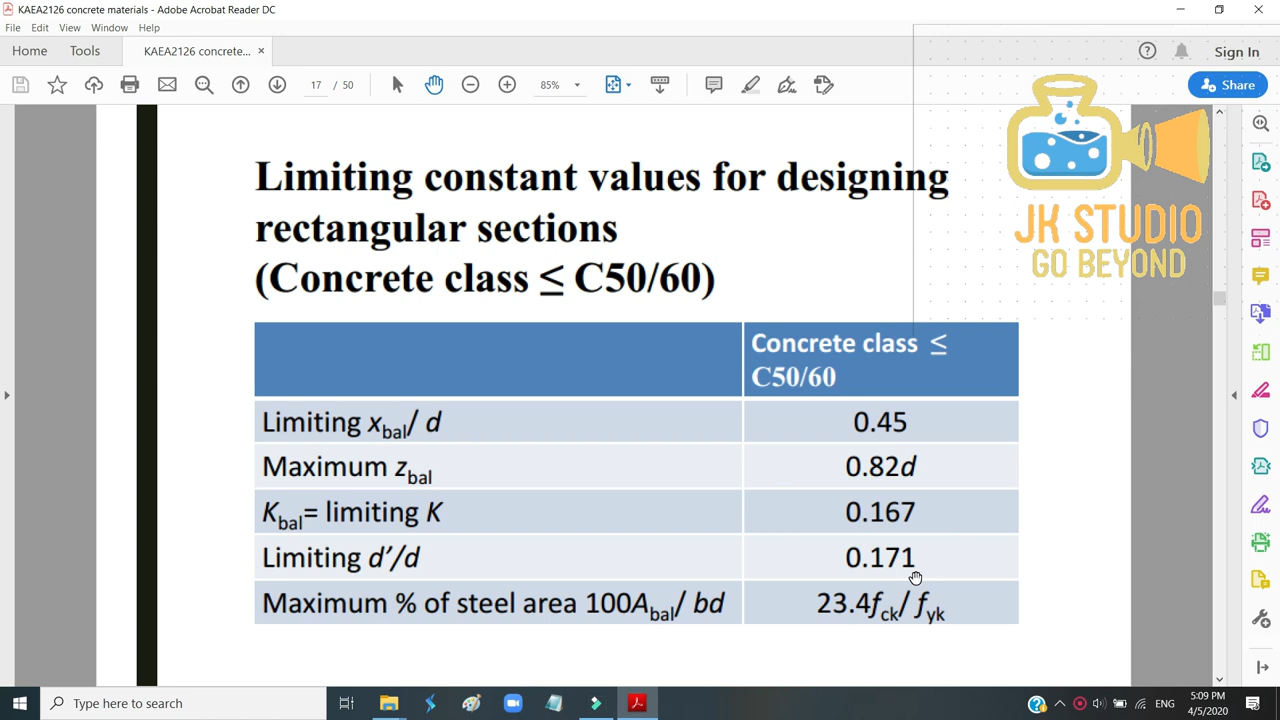 KAEA2126 concrete materials - Adobe Acrobat Reader DC
File Edit View Window Help
Home Tools KAEA2126 concrete... × Sign In
17 / 50 85% Share
JK STUDIO
GO BEYOND
Limiting constant values for designing
rectangular sections
(Concrete class ≤ C50/60)
Concrete class ≤
C50/60
Limiting xbal/ d 0.45
Maximum zbal 0.82d
Kbal= limiting K 0.167
Limiting d’/d 0.171
Maximum % of steel area 100Abal/ bd 23.4fck/ fyk
Type here to search
ENG
5:09 PM
4/5/2020